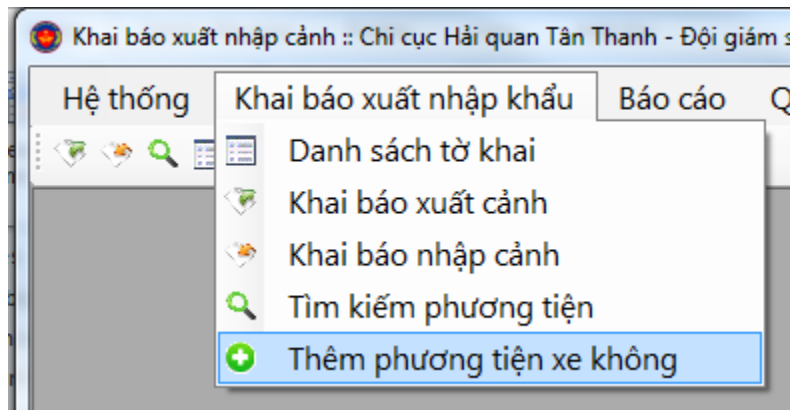 Khai báo xuất nhập cảnh :: Chi cục Hải quan Tân Thanh - Đội giám
Hệ thống Khai báo xuất nhập khẩu Báo cáo
Danh sách tờ khai
Khai báo xuất cảnh
Khai báo nhập cảnh
Tìm kiếm phương tiện
Thêm phương tiện xe không